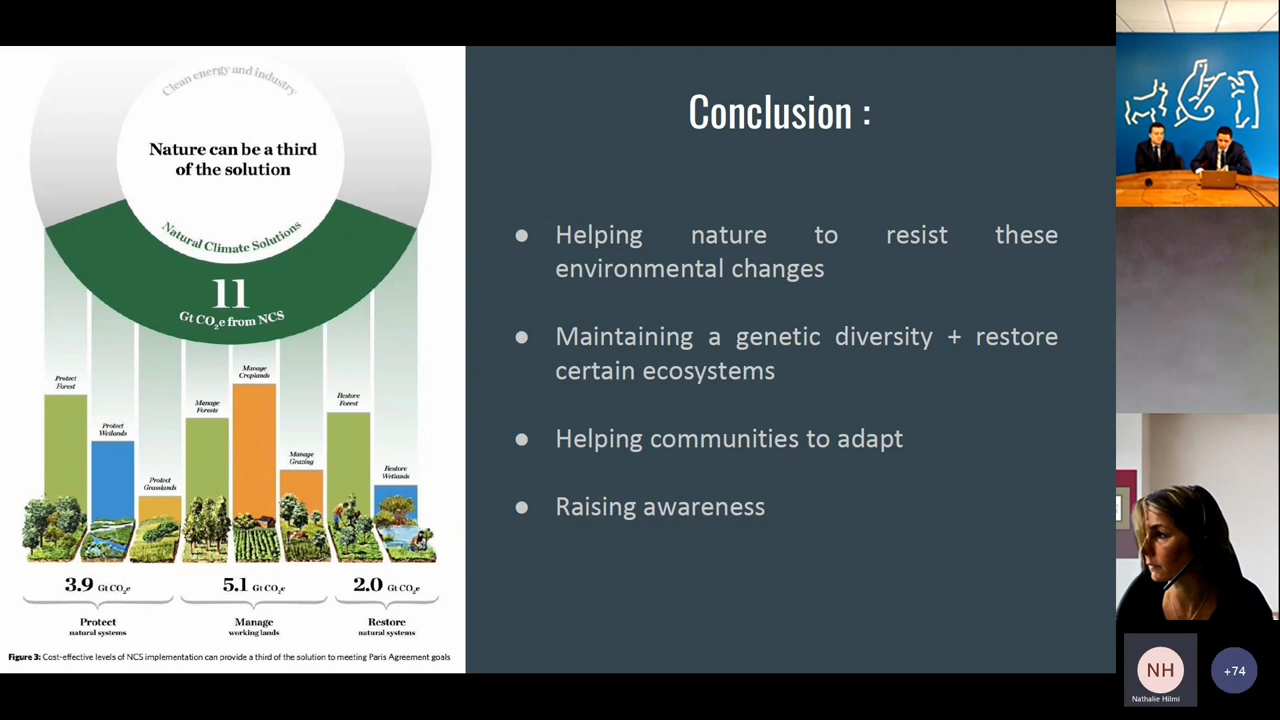 Clean energy and industry
Nature can be a third
of the solution
Natural Climate Solutions
11
Gt CO₂e from NCS
Protect
Forest
Protect
Wetlands
Protect
Grasslands
Manage
Forests
Manage
Croplands
Manage
Grazing
Restore
Forest
Restore
Wetlands
3.9 Gt CO₂e
5.1 Gt CO₂e
2.0 Gt CO₂e
Protect
natural systems
Manage
working lands
Restore
natural systems
Figure 3: Cost-effective levels of NCS implementation can provide a third of the solution to meeting Paris Agreement goals
Conclusion :
● Helping nature to resist these
environmental changes
● Maintaining a genetic diversity + restore
certain ecosystems
● Helping communities to adapt
● Raising awareness
NH
Nathalie Hilmi
+74